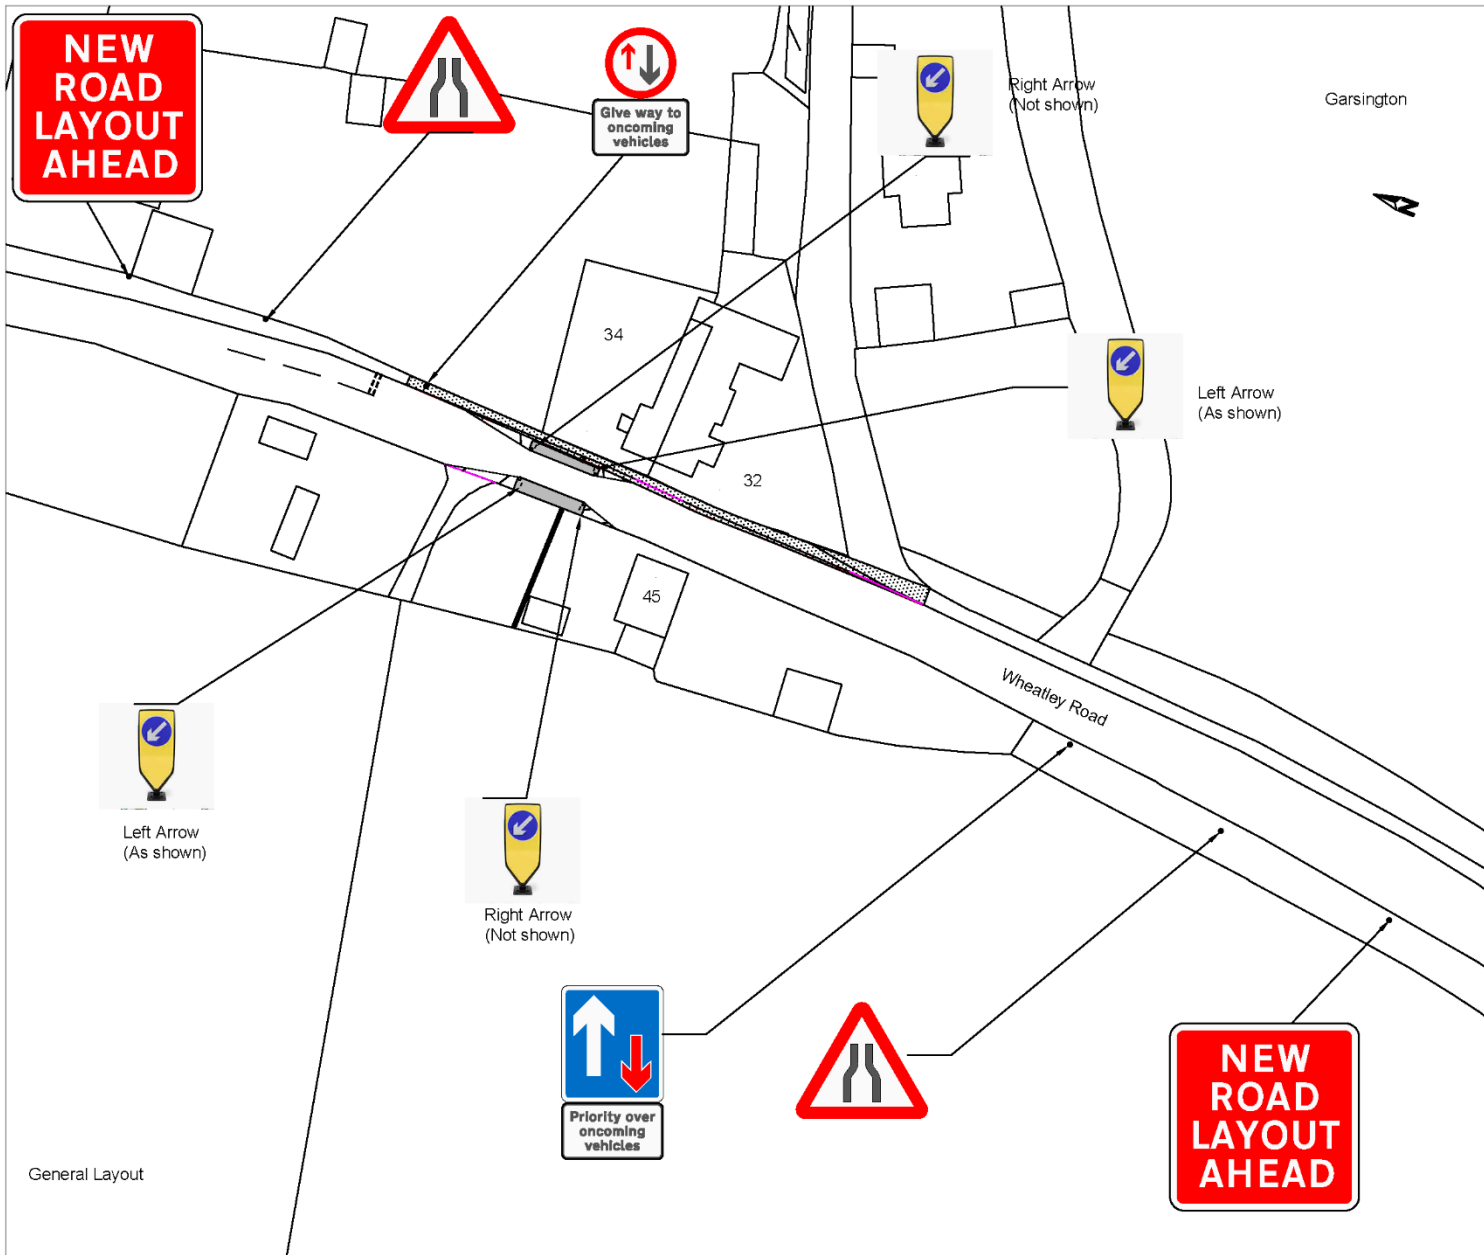 NEW
ROAD
LAYOUT
AHEAD
Give way to
oncoming
vehicles
Right Arrow
(Not shown)
Garsington
N
34
Left Arrow
(As shown)
32
45
Wheatley Road
Left Arrow
(As shown)
Right Arrow
(Not shown)
Priority over
oncoming
vehicles
NEW
ROAD
LAYOUT
AHEAD
General Layout